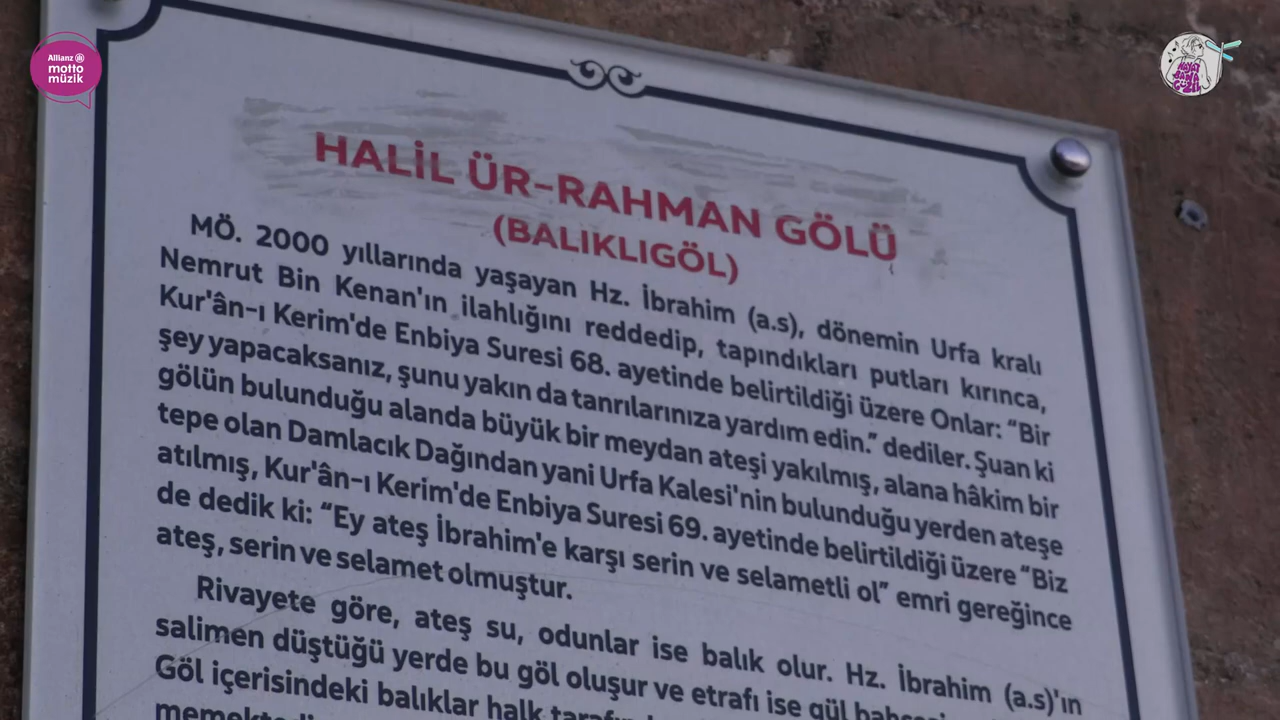 Allianz
motto
müzik
HAYAT
BANA
GÜZEL
HALİL ÜR-RAHMAN GÖLÜ
(BALIKLIGÖL)
MÖ. 2000 yıllarında yaşayan Hz. İbrahim (a.s), dönemin Urfa kralı
Nemrut Bin Kenan'ın ilahlığını reddedip, tapındıkları putları kırınca,
Kur'ân-ı Kerim'de Enbiya Suresi 68. ayetinde belirtildiği üzere Onlar: “Bir
şey yapacaksanız, şunu yakın da tanrılarınıza yardım edin.” dediler. Şuan ki
gölün bulunduğu alanda büyük bir meydan ateşi yakılmış, alana hâkim bir
tepe olan Damlacık Dağından yani Urfa Kalesi'nin bulunduğu yerden ateşe
atılmış, Kur'ân-ı Kerim'de Enbiya Suresi 69. ayetinde belirtildiği üzere “Biz
de dedik ki: “Ey ateş İbrahim'e karşı serin ve selametli ol” emri gereğince
ateş, serin ve selamet olmuştur.
Rivayete göre, ateş su, odunlar ise balık olur. Hz. İbrahim (a.s)'ın
salimen düştüğü yerde bu göl oluşur ve etrafı ise gül
Göl içerisindeki balıklar halk